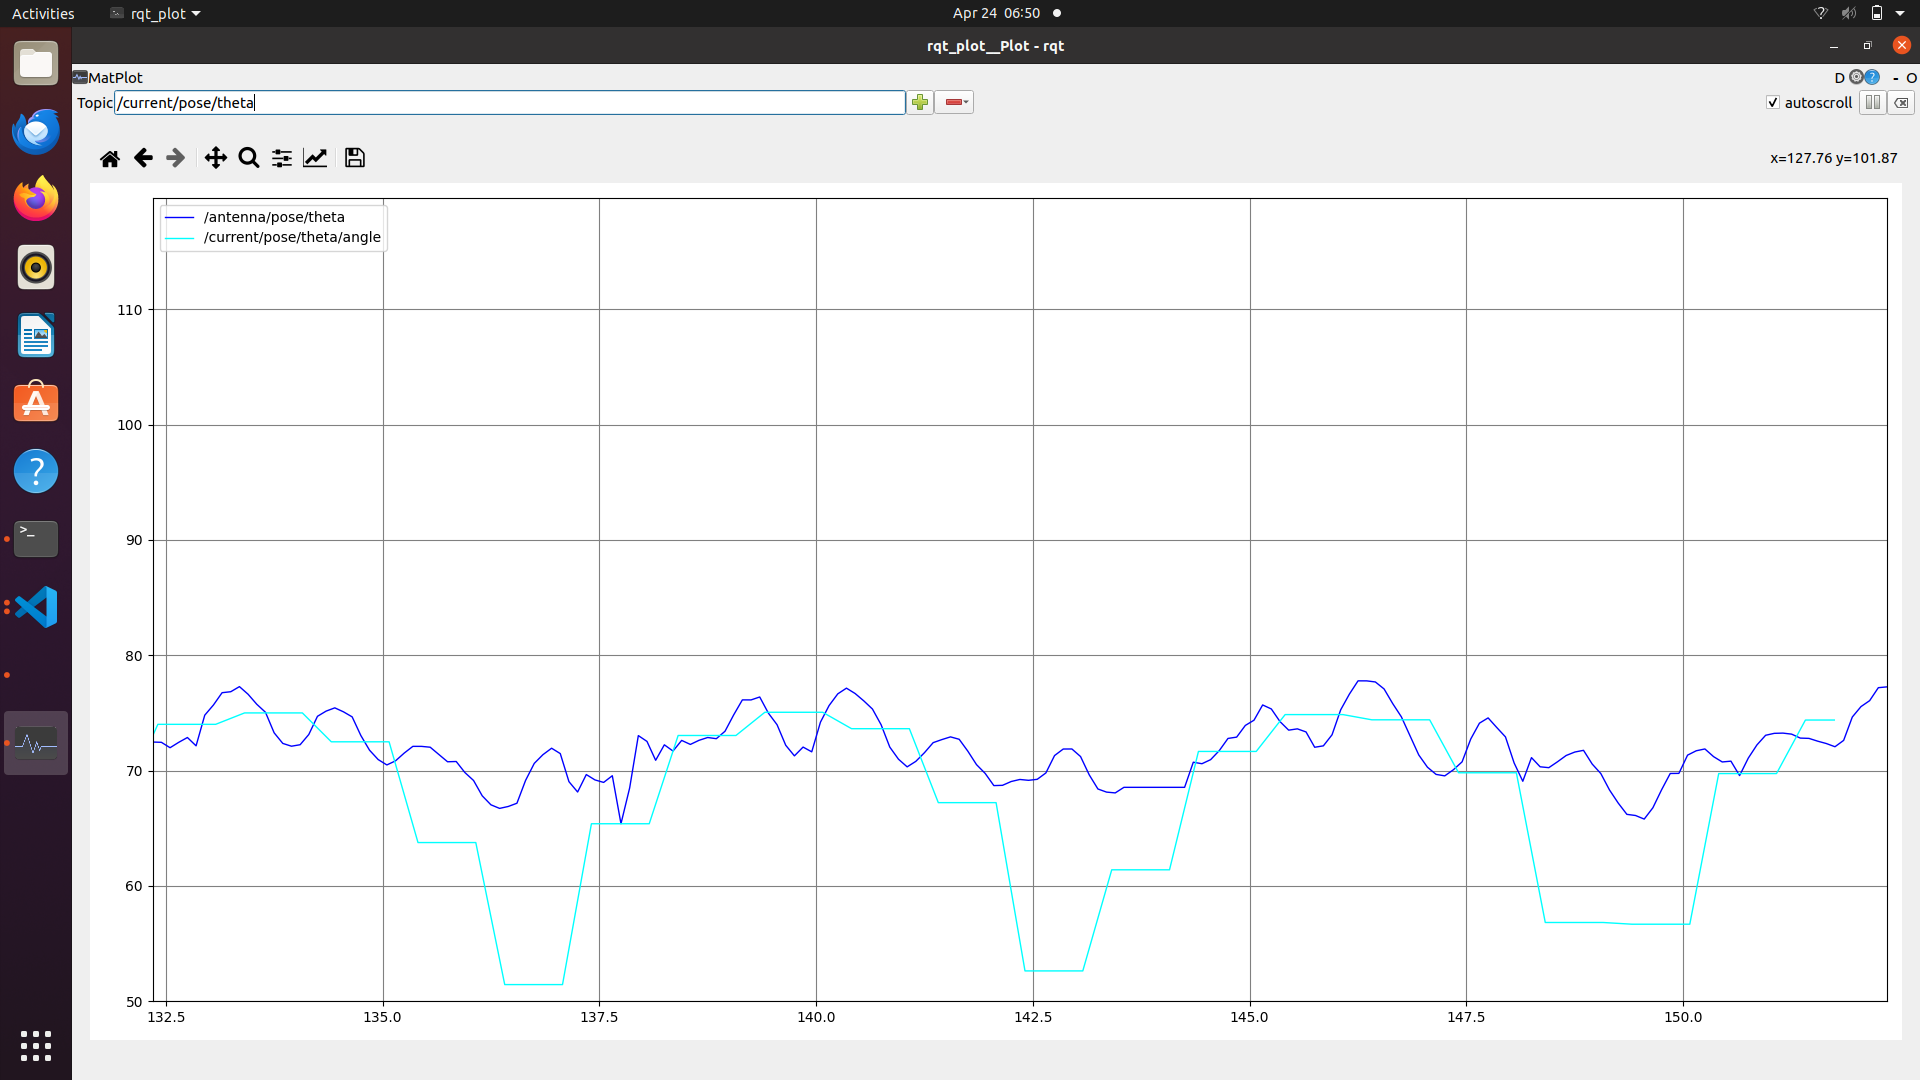 Activities rqt_plot Apr 24 06:50
rqt_plot__Plot - rqt
MatPlot D ? - O
Topic /current/pose/theta autoscroll
x=127.76 y=101.87
/antenna/pose/theta
/current/pose/theta/angle
110
100
90
80
70
60
50
132.5 135.0 137.5 140.0 142.5 145.0 147.5 150.0